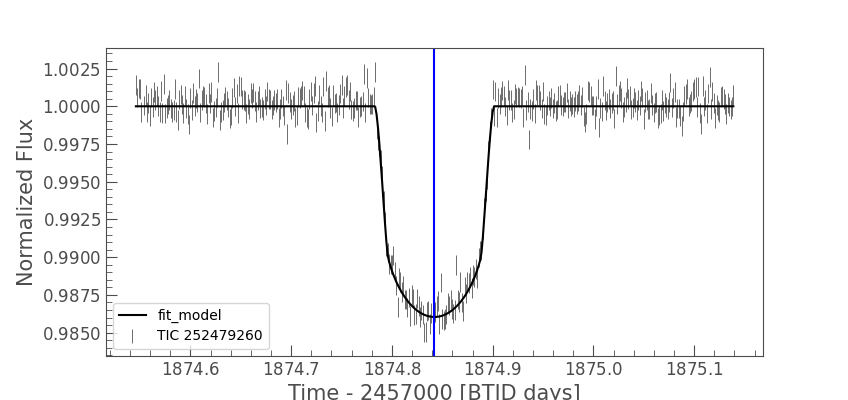 Normalized Flux
1.0025
1.0000
0.9975
0.9950
0.9925
0.9900
0.9875
0.9850
fit_model
TIC 252479260
1874.6 1874.7 1874.8 1874.9 1875.0 1875.1
Time - 2457000 [BTJD days]